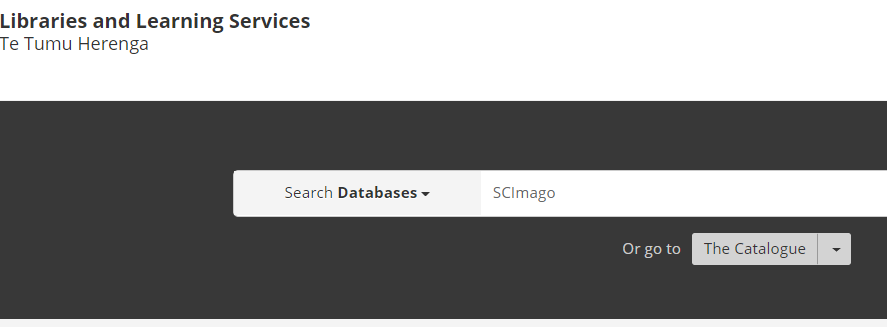 Libraries and Learning Services
Te Tumu Herenga
Search Databases
SCImago
Or go to The Catalogue